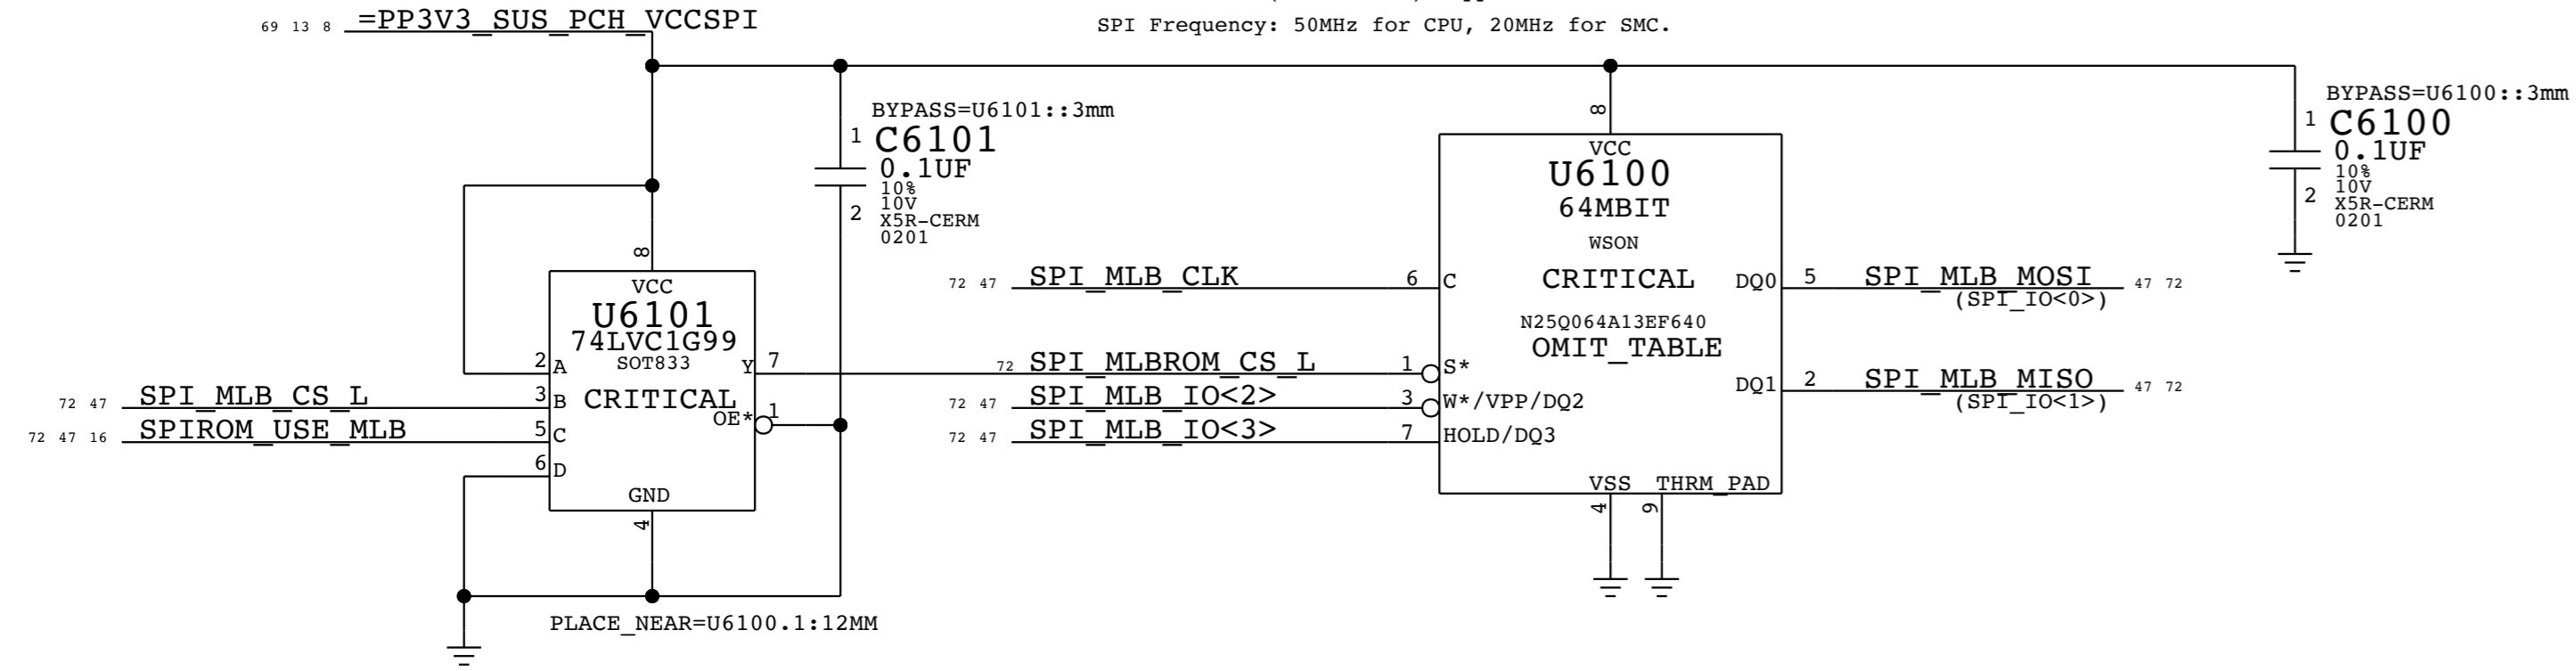 69 13 8 =PP3V3_SUS_PCH_VCCSPI
SPI Frequency: 50MHz for CPU, 20MHz for SMC.
BYPASS=U6101::3mm
1 C6101
0.1UF
10%
10V
2
X5R-CERM
0201
BYPASS=U6100::3mm
1 C6100
0.1UF
10%
10V
2
X5R-CERM
0201
8
VCC
U6101
74LVC1G99
SOT833
CRITICAL
2 A
3 B
5 C
6 D
Y 7
OE* 1
GND
4
72 47 SPI_MLB_CS_L
72 47 16 SPIROM_USE_MLB
PLACE_NEAR=U6100.1:12MM
8
VCC
U6100
64MBIT
WSON
CRITICAL
N25Q064A13EF640
OMIT_TABLE
72 47 SPI_MLB_CLK 6 C
72 SPI_MLBROM_CS_L 1 S*
72 47 SPI_MLB_IO<2> 3 W*/VPP/DQ2
72 47 SPI_MLB_IO<3> 7 HOLD/DQ3
DQ0 5 SPI_MLB_MOSI 47 72
(SPI_IO<0>)
DQ1 2 SPI_MLB_MISO 47 72
(SPI_IO<1>)
VSS THRM_PAD
4 9